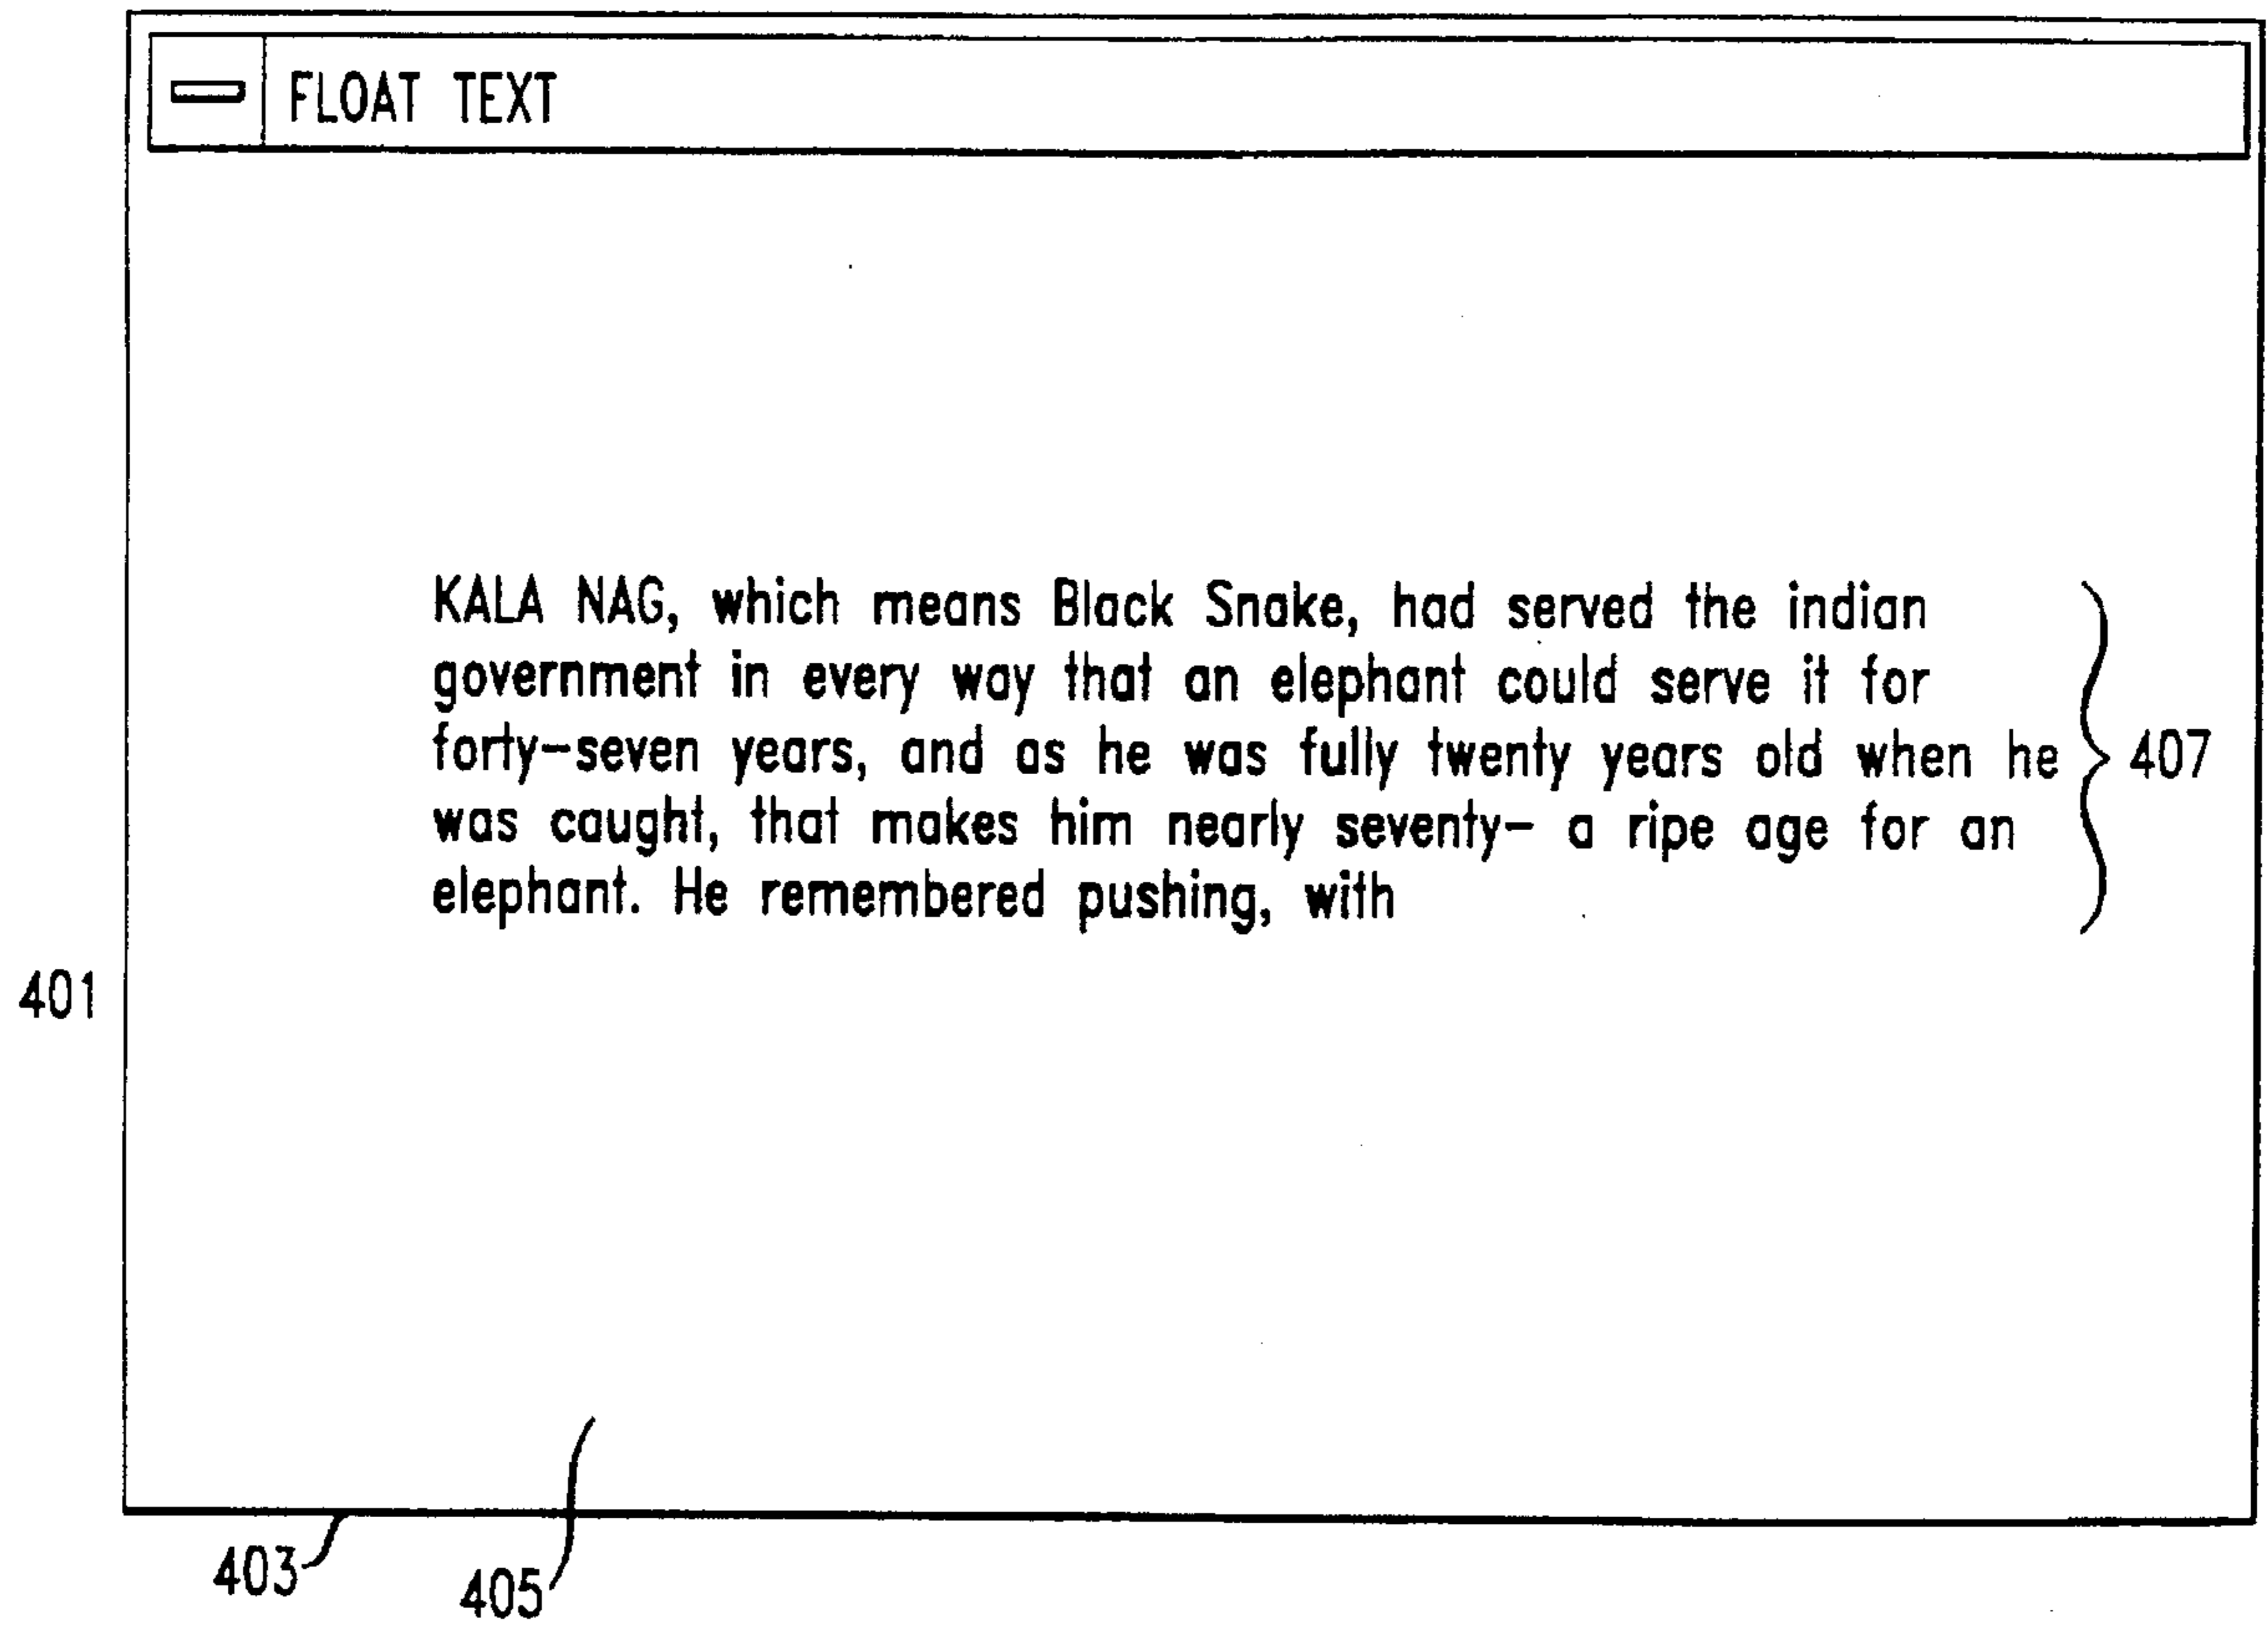 FLOAT TEXT
KALA NAG, which means Black Snake, had served the indian
government in every way that an elephant could serve it for
forty-seven years, and as he was fully twenty years old when he
was caught, that makes him nearly seventy- a ripe age for an
elephant. He remembered pushing, with
407
401
403
405